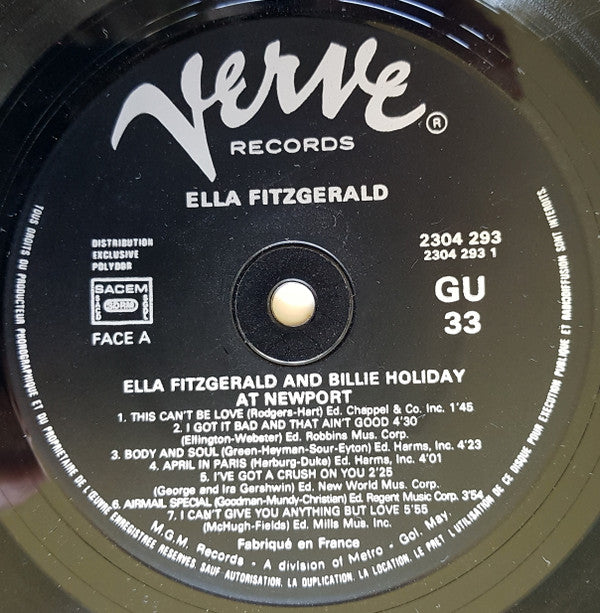 Verve
®
RECORDS
ELLA FITZGERALD
DISTRIBUTION
EXCLUSIVE
POLYDOR
2304 293
2304 293 1
SACEM
SACD
SDRM
SGDL
GU
33
FACE A
ELLA FITZGERALD AND BILLIE HOLIDAY
AT NEWPORT
1. THIS CAN'T BE LOVE (Rodgers-Hart) Ed. Chappel & Co. Inc. 1'45
2. I GOT IT BAD AND THAT AIN'T GOOD 4'30
(Ellington-Webster) Ed. Robbins Mus. Corp.
3. BODY AND SOUL (Green-Heyman-Sour-Eyton) Ed. Harms, Inc. 4'23
4. APRIL IN PARIS (Harburg-Duke) Ed. Harms, Inc. 4'01
5. I'VE GOT A CRUSH ON YOU 2'25
(George and Ira Gershwin) Ed. New World Mus. Corp.
6. AIRMAIL SPECIAL (Goodman-Mundy-Christien) Ed. Regent Music Corp. 3'54
7. I CAN'T GIVE YOU ANYTHING BUT LOVE 5'55
(McHugh-Fields) Ed. Mills Mus. Inc.
M.G.M. Records - A division of Metro - Gol. May.
Fabriqué en France
TOUS DROITS DU PRODUCTEUR PHONOGRAPHIQUE ET DU PROPRIETAIRE DE L'ŒUVRE ENREGISTREE RESERVES SAUF AUTORISATION. LA DUPLICATION. LA LOCATION. LE PRET L'UTILISATION DE CE DISQUE POUR EXECUTION PUBLIQUE ET RADIODIFFUSION SONT INTERDITS.